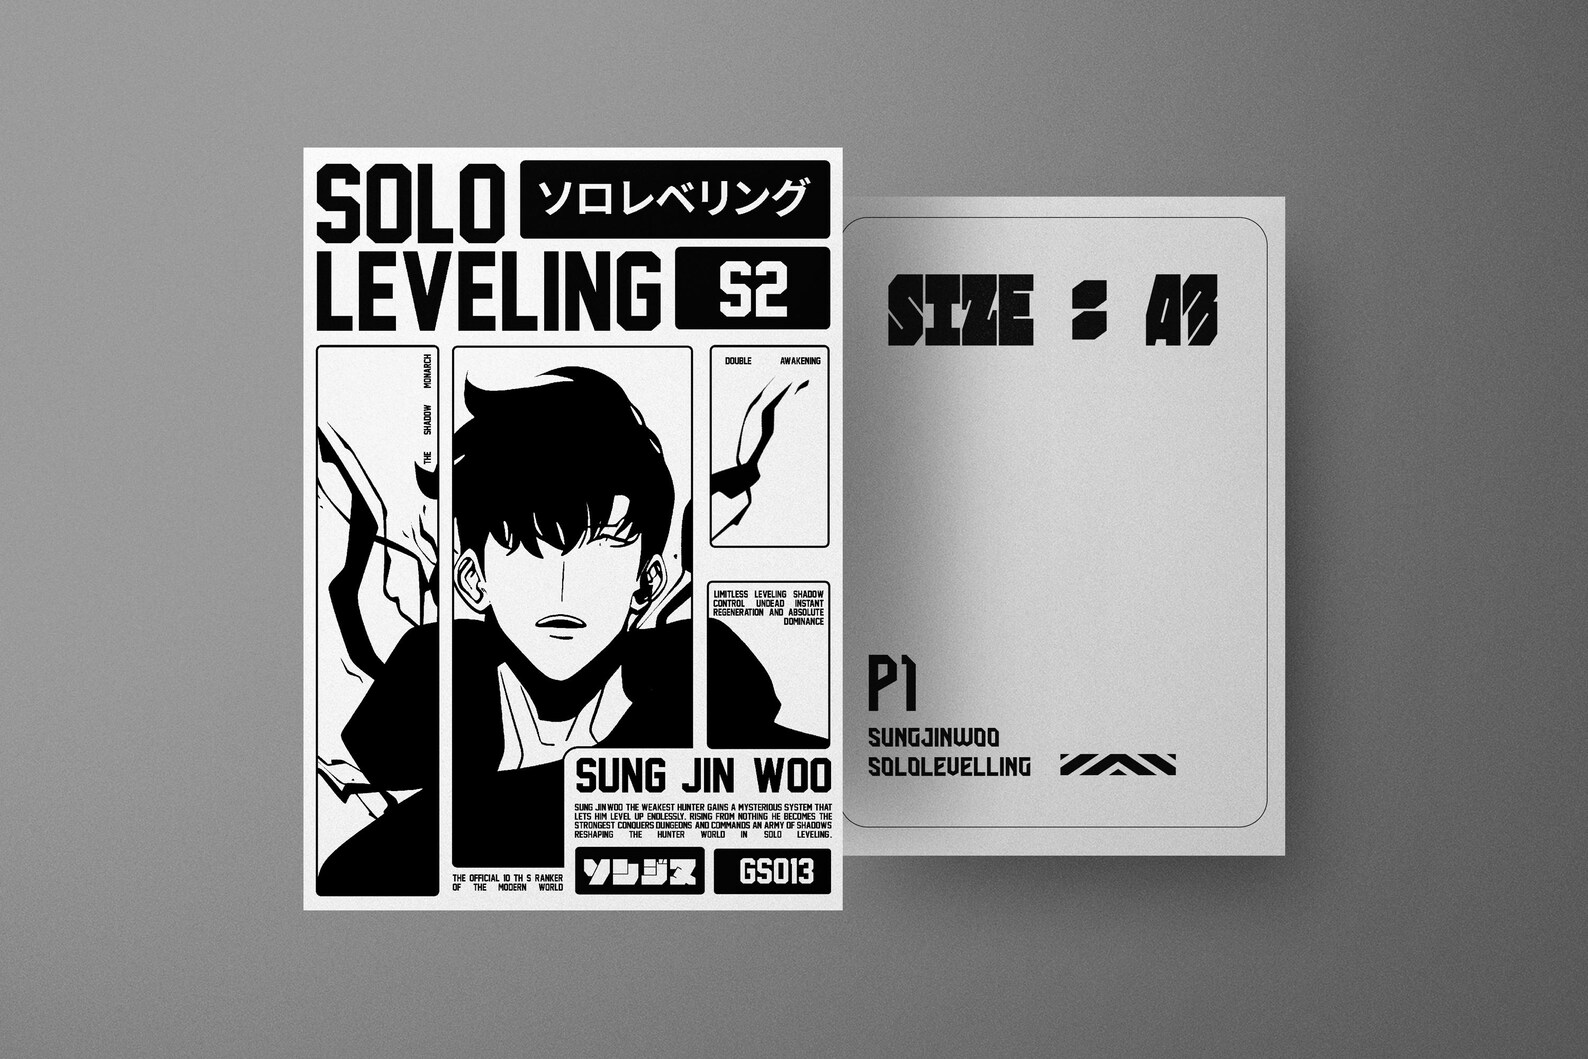 SOLO
ソロレベリング
LEVELING
S2
THE SHADOW MONARCH
DOUBLE AWAKENING
LIMITLESS LEVELING SHADOW
CONTROL UNDEAD INSTANT
REGENERATION AND ABSOLUTE
DOMINANCE
SUNG JIN WOO
SUNG JIN WOO THE WEAKEST HUNTER GAINS A MYSTERIOUS SYSTEM THAT
LETS HIM LEVEL UP ENDLESSLY. RISING FROM NOTHING HE BECOMES THE
STRONGEST CONQUERS DUNGEONS AND COMMANDS AN ARMY OF SHADOWS
RESHAPING THE HUNTER WORLD IN SOLO LEVELING.
THE OFFICIAL 10 TH S RANKER
OF THE MODERN WORLD
ソンジヌ
GS013
SIZE : A3
P1
SUNGJINWOO
SOLOLEVELLING